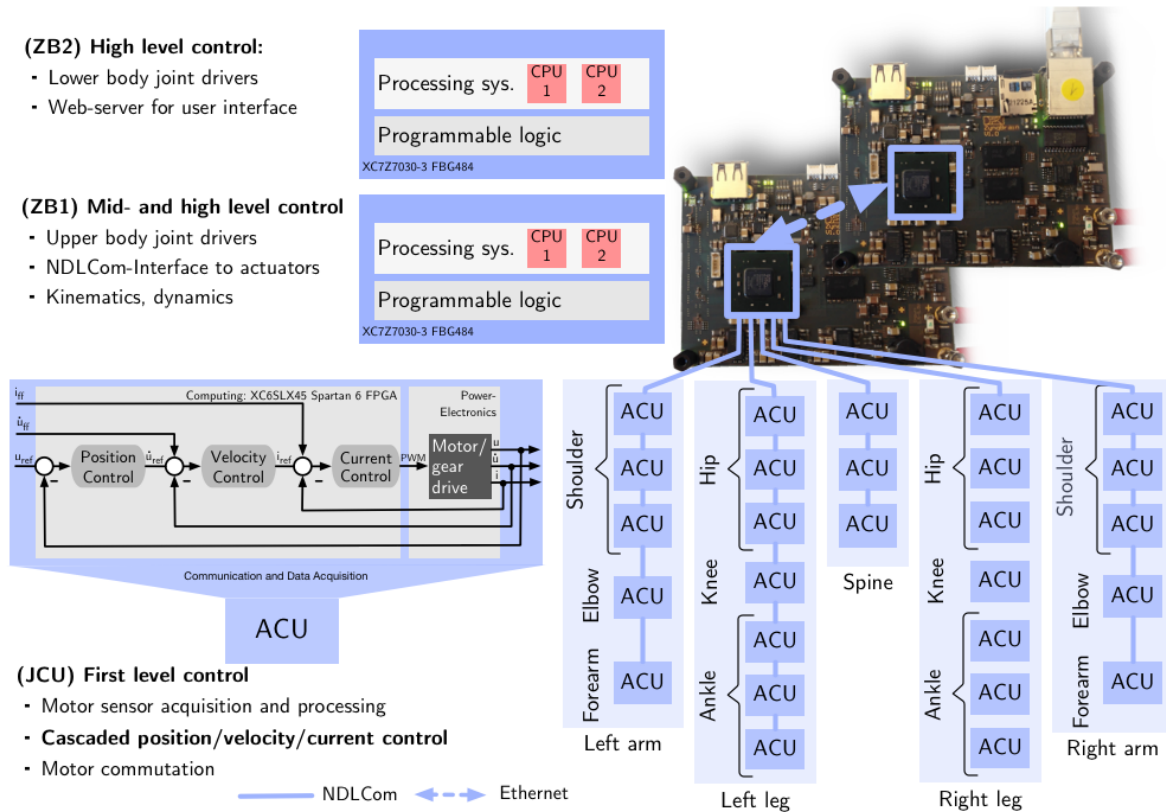 (ZB2) High level control:
- Lower body joint drivers
- Web-server for user interface
Processing sys.
CPU
1
CPU
2
Programmable logic
XC7Z7030-3 FBG484
(ZB1) Mid- and high level control
- Upper body joint drivers
- NDLCom-Interface to actuators
- Kinematics, dynamics
Processing sys.
CPU
1
CPU
2
Programmable logic
XC7Z7030-3 FBG484
Computing: XC6SLX45 Spartan 6 FPGA
Power-
Electronics
i_ff
u̇_ff
u_ref
Position
Control
u̇_ref
Velocity
Control
i_ref
Current
Control
PWM
Motor/
gear
drive
u
u̇
i
Communication and Data Acquisition
ACU
(JCU) First level control
- Motor sensor acquisition and processing
- Cascaded position/velocity/current control
- Motor commutation
NDLCom
Ethernet
Shoulder
ACU
ACU
ACU
Elbow
ACU
Forearm
ACU
Left arm
Hip
ACU
ACU
ACU
Knee
ACU
Ankle
ACU
ACU
ACU
Left leg
ACU
ACU
ACU
Spine
Hip
ACU
ACU
ACU
Knee
ACU
Ankle
ACU
ACU
ACU
Right leg
Shoulder
ACU
ACU
ACU
Elbow
ACU
Forearm
ACU
Right arm